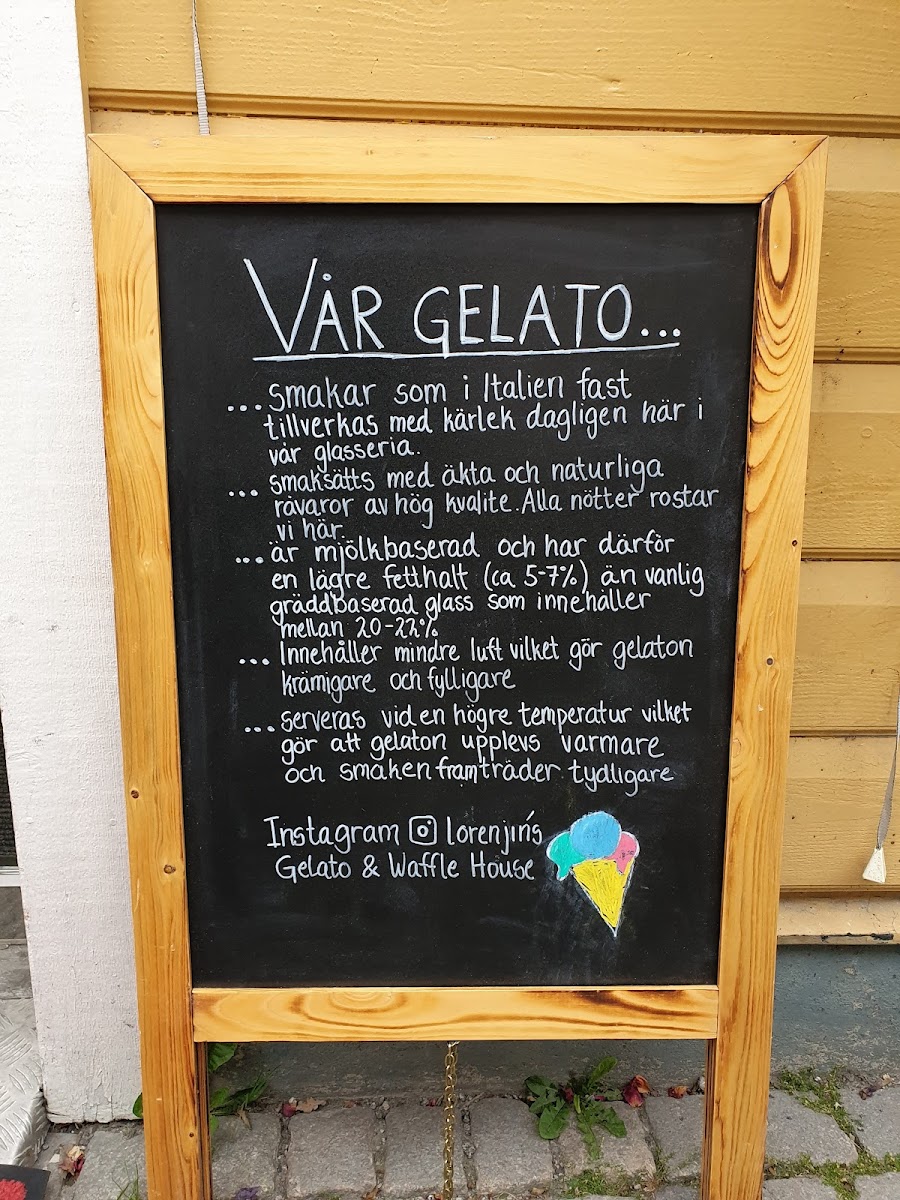 VÅR GELATO...
...smakar som i Italien fast
tillverkas med kärlek dagligen här i
vår glasseria.
... smaksätts med äkta och naturliga
råvaror av hög kvalite. Alla nötter rostar
vi här.
... är mjölkbaserad och har därför
en lägre fetthalt (ca 5-7%) än vanlig
gräddbaserad glass som innehåller
mellan 20-22%
... Innehåller mindre luft vilket gör gelaton
krämigare och fylligare
... serveras vid en högre temperatur vilket
gör att gelaton upplevs varmare
och smaken framträder tydligare
Instagram lorenjin's
Gelato & Waffle House